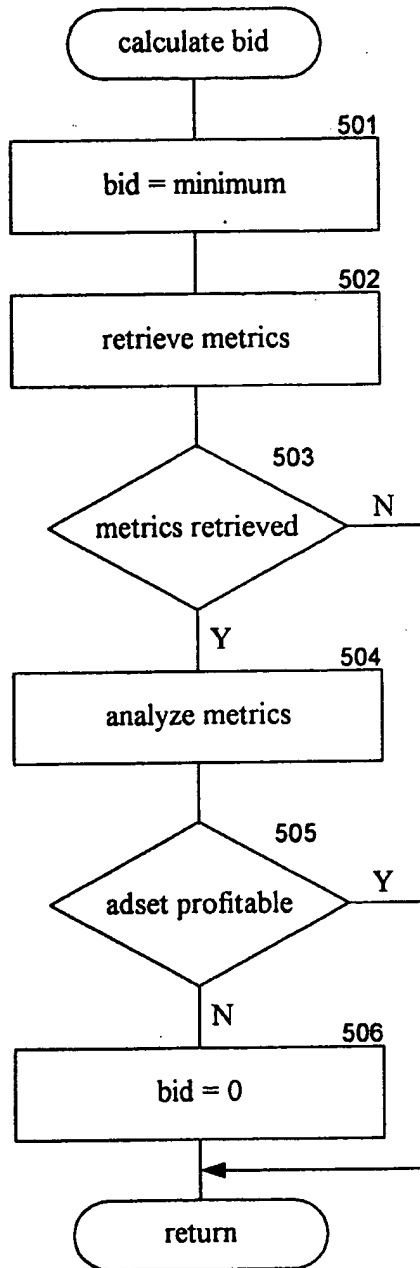 calculate bid
501
bid = minimum
502
retrieve metrics
503
metrics retrieved
N
Y
504
analyze metrics
505
adset profitable
Y
N
506
bid = 0
return